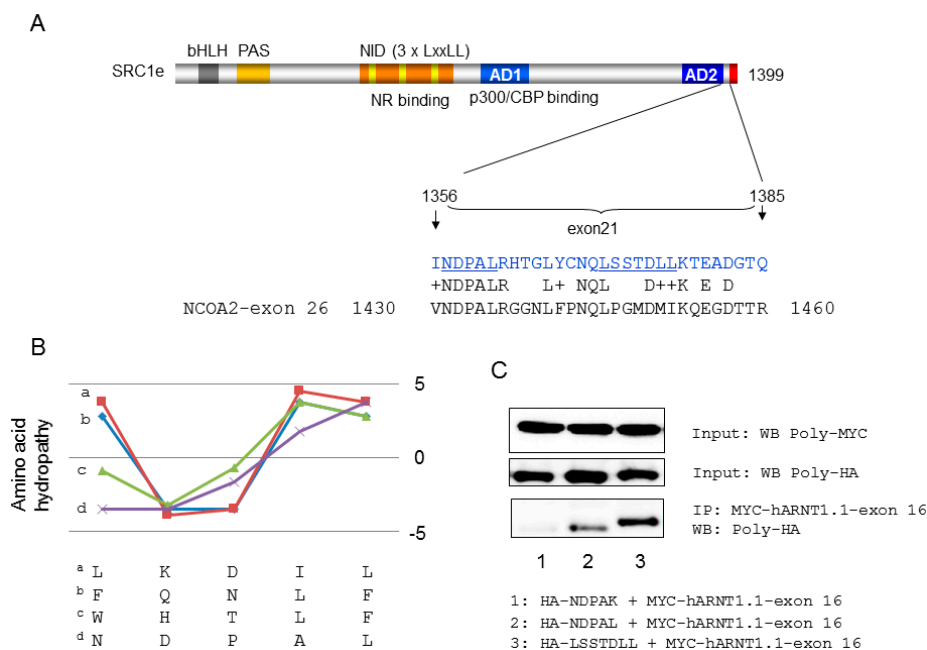 A
bHLH PAS NID (3 x LxxLL)
SRC1e AD1 AD2 1399
NR binding p300/CBP binding
1356 1385
exon21
INDPALRHTGLYCNQLSSTDLLKTEADGTQ
+NDPALR L+ NQL D++K E D
NCOA2-exon 26 1430 VNDPALRGGNLFPNQLPGMDMIKQEGDTTR 1460
B
Amino acid
hydropathy
a
b
c
d
5
0
-5
a L K D I L
b F Q N L F
c W H T L F
d N D P A L
C
Input: WB Poly-MYC
Input: WB Poly-HA
IP: MYC-hARNT1.1-exon 16
WB: Poly-HA
1 2 3
1: HA-NDPAK + MYC-hARNT1.1-exon 16
2: HA-NDPAL + MYC-hARNT1.1-exon 16
3: HA-LSSTDLL + MYC-hARNT1.1-exon 16